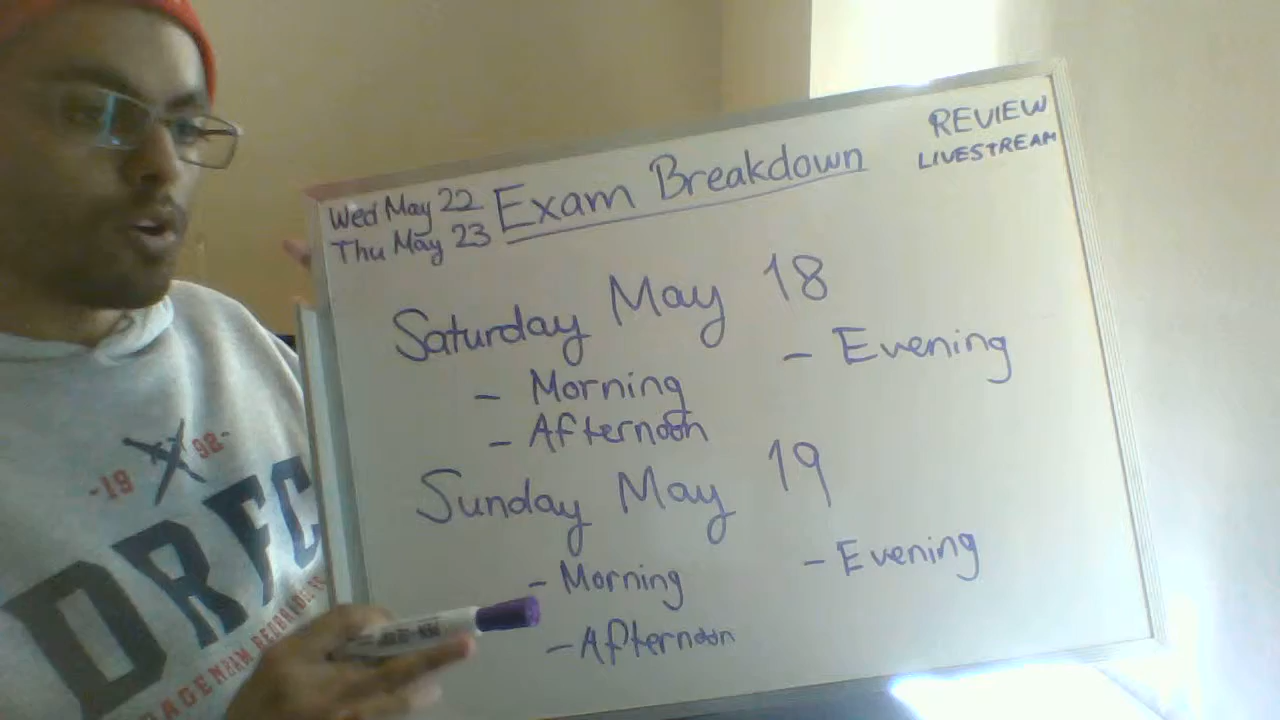 REVIEW
LIVESTREAM
Wed May 22
Thu May 23
Exam Breakdown
Saturday May 18
- Morning
- Afternoon
- Evening
Sunday May 19
- Morning
- Afternoon
- Evening
-19 98-
DRFC